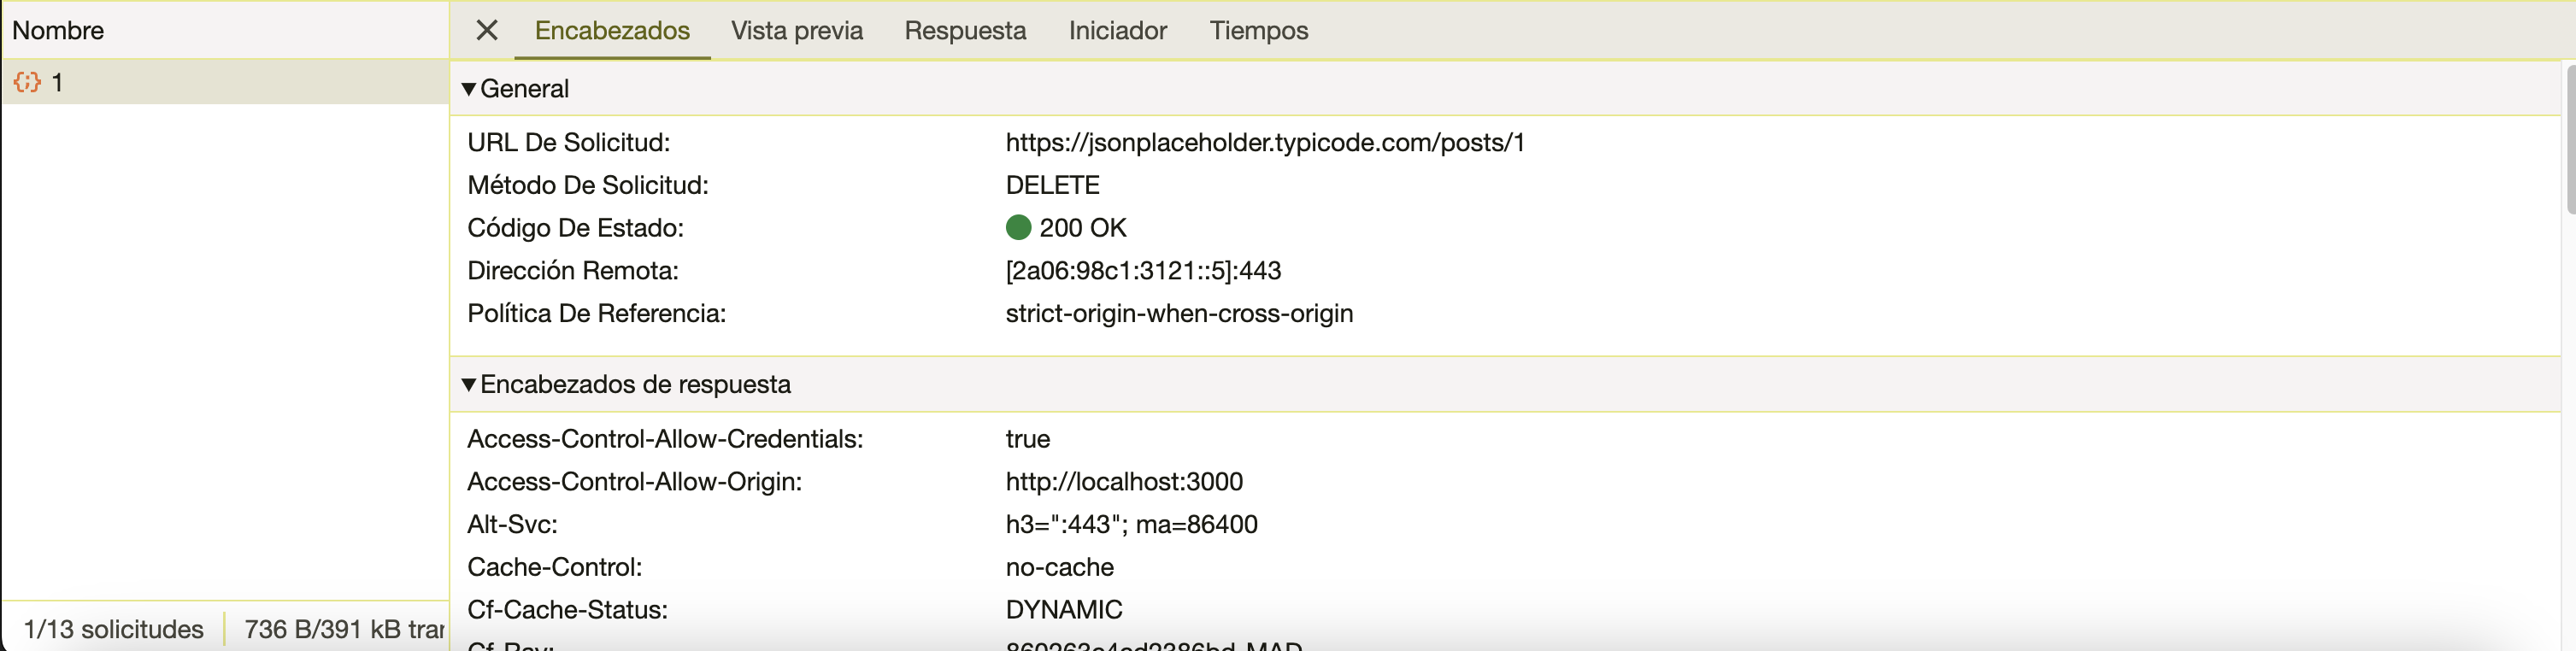 Nombre
1
1/13 solicitudes 736 B/391 kB
Encabezados Vista previa Respuesta Iniciador Tiempos
General
URL De Solicitud: https://jsonplaceholder.typicode.com/posts/1
Método De Solicitud: DELETE
Código De Estado: 200 OK
Dirección Remota: [2a06:98c1:3121::5]:443
Política De Referencia: strict-origin-when-cross-origin
Encabezados de respuesta
Access-Control-Allow-Credentials: true
Access-Control-Allow-Origin: http://localhost:3000
Alt-Svc: h3=":443"; ma=86400
Cache-Control: no-cache
Cf-Cache-Status: DYNAMIC